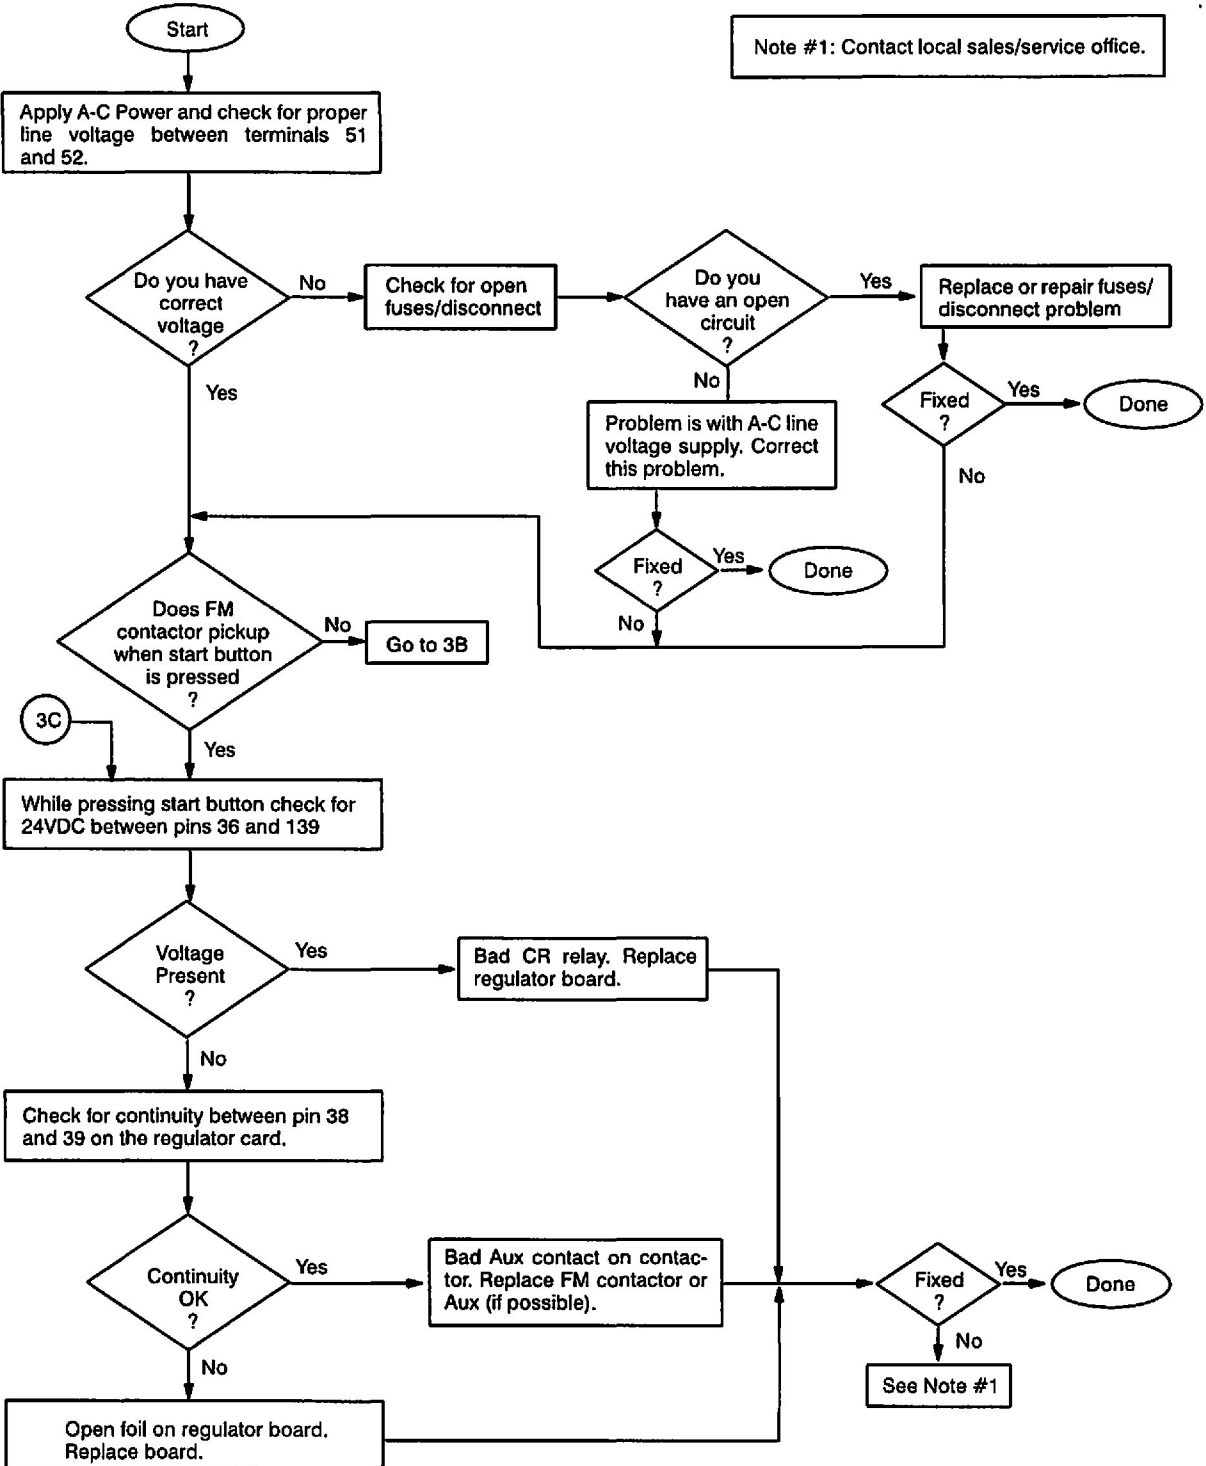 Start
Note #1: Contact local sales/service office.
Apply A-C Power and check for proper
line voltage between terminals 51
and 52.
Do you have
correct
voltage
?
No
Yes
Check for open
fuses/disconnect
Do you
have an open
circuit
?
Yes
No
Replace or repair fuses/
disconnect problem
Fixed
?
Yes
Done
No
Problem is with A-C line
voltage supply. Correct
this problem.
Fixed
?
Yes
Done
No
Does FM
contactor pickup
when start button
is pressed
?
No
Go to 3B
Yes
3C
While pressing start button check for
24VDC between pins 36 and 139
Voltage
Present
?
Yes
Bad CR relay. Replace
regulator board.
No
Check for continuity between pin 38
and 39 on the regulator card.
Continuity
OK
?
Yes
Bad Aux contact on contac-
tor. Replace FM contactor or
Aux (if possible).
No
Open foil on regulator board.
Replace board.
Fixed
?
Yes
Done
No
See Note #1